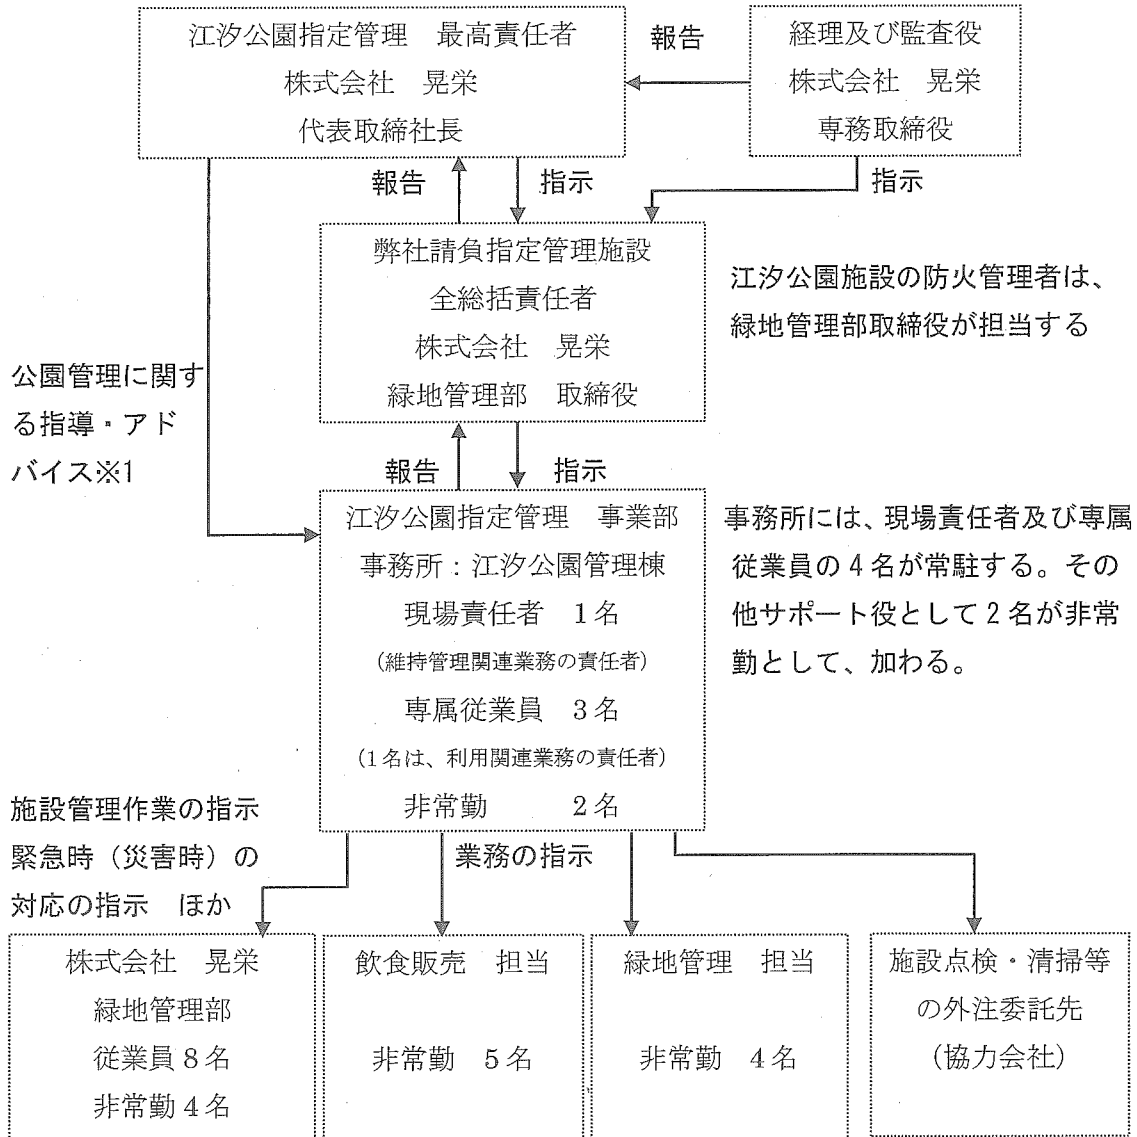 江汐公園指定管理　最高責任者
株式会社　晃栄
代表取締社長
報告
経理及び監査役
株式会社　晃栄
専務取締役
報告
指示
指示
弊社請負指定管理施設
全総括責任者
株式会社　晃栄
緑地管理部　取締役
江汐公園施設の防火管理者は、
緑地管理部取締役が担当する
公園管理に関す
る指導・アド
バイス※1
報告
指示
江汐公園指定管理　事業部
事務所：江汐公園管理棟
現場責任者　1名
（維持管理関連業務の責任者）
専属従業員　3名
（1名は、利用関連業務の責任者）
非常勤　　　2名
事務所には、現場責任者及び専属
従業員の4名が常駐する。その
他サポート役として2名が非常
勤として、加わる。
施設管理作業の指示
緊急時（災害時）の
対応の指示　ほか
業務の指示
株式会社　晃栄
緑地管理部
従業員8名
非常勤4名
飲食販売　担当
非常勤　5名
緑地管理　担当
非常勤　4名
施設点検・清掃等
の外注委託先
（協力会社）